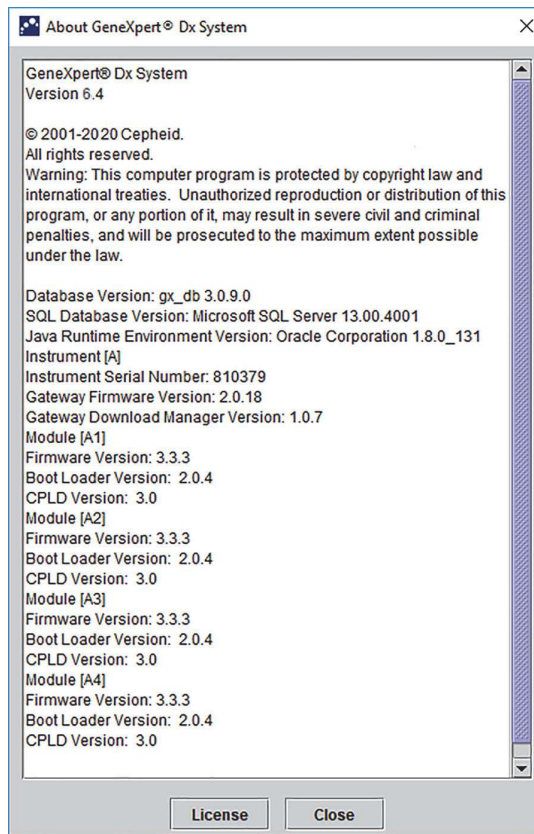 About GeneXpert® Dx System
GeneXpert® Dx System
Version 6.4
© 2001-2020 Cepheid.
All rights reserved.
Warning: This computer program is protected by copyright law and
international treaties.  Unauthorized reproduction or distribution of this
program, or any portion of it, may result in severe civil and criminal
penalties, and will be prosecuted to the maximum extent possible
under the law.
Database Version: gx_db 3.0.9.0
SQL Database Version: Microsoft SQL Server 13.00.4001
Java Runtime Environment Version: Oracle Corporation 1.8.0_131
Instrument [A]
Instrument Serial Number: 810379
Gateway Firmware Version: 2.0.18
Gateway Download Manager Version: 1.0.7
Module [A1]
Firmware Version: 3.3.3
Boot Loader Version:  2.0.4
CPLD Version:  3.0
Module [A2]
Firmware Version: 3.3.3
Boot Loader Version:  2.0.4
CPLD Version:  3.0
Module [A3]
Firmware Version: 3.3.3
Boot Loader Version:  2.0.4
CPLD Version:  3.0
Module [A4]
Firmware Version: 3.3.3
Boot Loader Version:  2.0.4
CPLD Version:  3.0
License Close